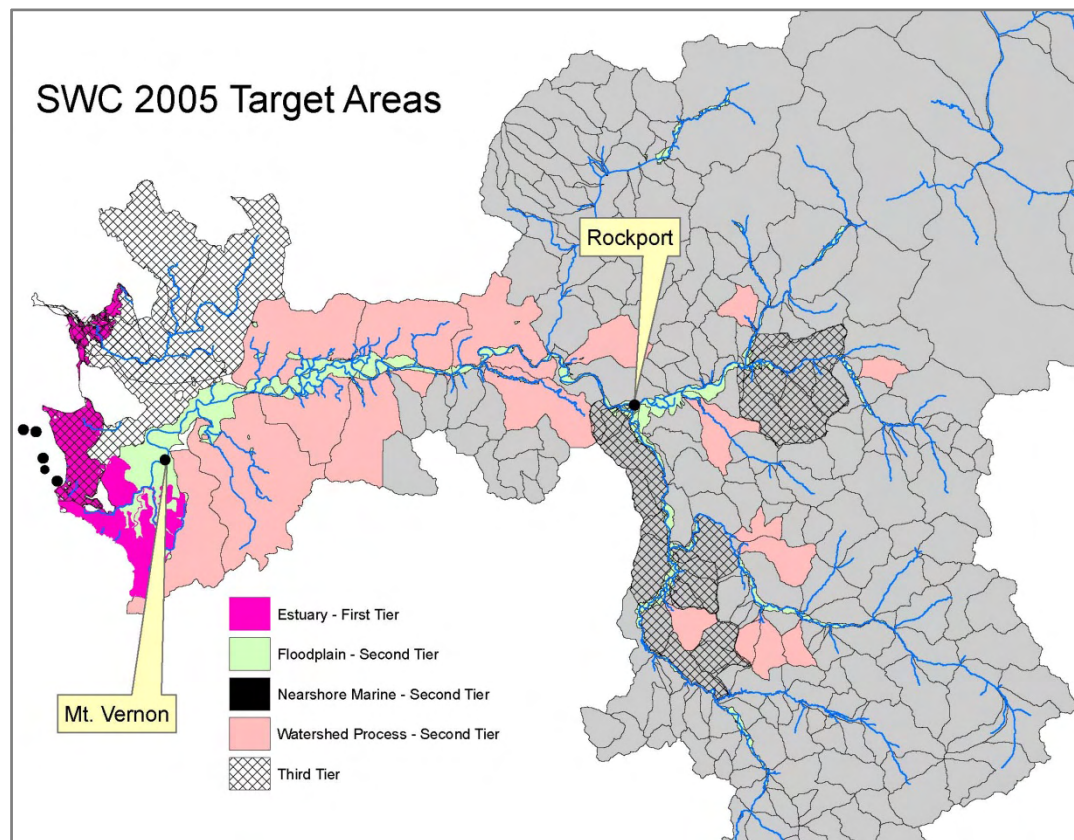 SWC 2005 Target Areas
Rockport
Mt. Vernon
Estuary - First Tier
Floodplain - Second Tier
Nearshore Marine - Second Tier
Watershed Process - Second Tier
Third Tier